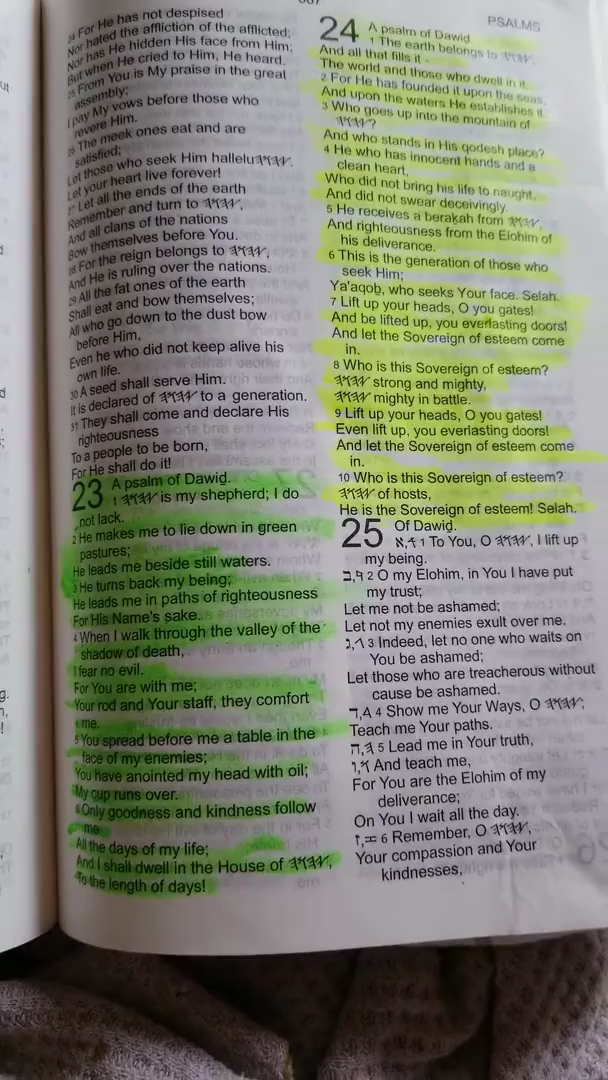 PSALMS
24 For He has not despised
Nor hated the affliction of the afflicted;
Nor has He hidden His face from Him;
But when He cried to Him, He heard.
25 From You is My praise in the great
assembly;
I pay My vows before those who
revere Him.
26 The meek ones eat and are
satisfied;
Let those who seek Him hallelu𐤉𐤄𐤅𐤄.
Let your heart live forever!
27 Let all the ends of the earth
Remember and turn to 𐤉𐤄𐤅𐤄,
And all clans of the nations
Bow themselves before You.
28 For the reign belongs to 𐤉𐤄𐤅𐤄,
And He is ruling over the nations.
29 All the fat ones of the earth
Shall eat and bow themselves;
All who go down to the dust bow
before Him,
Even he who did not keep alive his
own life.
30 A seed shall serve Him.
It is declared of 𐤉𐤄𐤅𐤄 to a generation.
31 They shall come and declare His
righteousness
To a people to be born,
For He shall do it!
23 A psalm of Dawid.
1 𐤉𐤄𐤅𐤄 is my shepherd; I do
not lack.
2 He makes me to lie down in green
pastures;
He leads me beside still waters.
3 He turns back my being;
He leads me in paths of righteousness
For His Name's sake.
4 When I walk through the valley of the
shadow of death,
I fear no evil.
For You are with me;
Your rod and Your staff, they comfort
me.
5 You spread before me a table in the
face of my enemies;
You have anointed my head with oil;
My cup runs over.
6 Only goodness and kindness follow
me
All the days of my life;
And I shall dwell in the House of 𐤉𐤄𐤅𐤄,
To the length of days!
24 A psalm of Dawid
1 The earth belongs to 𐤉𐤄𐤅𐤄,
And all that fills it -
The world and those who dwell in it.
2 For He has founded it upon the seas,
And upon the waters He establishes it.
3 Who goes up into the mountain of
𐤉𐤄𐤅𐤄?
And who stands in His qodesh place?
4 He who has innocent hands and a
clean heart,
Who did not bring his life to naught,
And did not swear deceivingly.
5 He receives a berakah from 𐤉𐤄𐤅𐤄,
And righteousness from the Elohim of
his deliverance.
6 This is the generation of those who
seek Him;
Ya'aqob, who seeks Your face. Selah.
7 Lift up your heads, O you gates!
And be lifted up, you everlasting doors!
And let the Sovereign of esteem come
in.
8 Who is this Sovereign of esteem?
𐤉𐤄𐤅𐤄 strong and mighty,
𐤉𐤄𐤅𐤄 mighty in battle.
9 Lift up your heads, O you gates!
Even lift up, you everlasting doors!
And let the Sovereign of esteem come
in.
10 Who is this Sovereign of esteem?
𐤉𐤄𐤅𐤄 of hosts,
He is the Sovereign of esteem! Selah.
25 Of Dawid.
א,𐤀 1 To You, O 𐤉𐤄𐤅𐤄, I lift up
my being.
ב,𐤁 2 O my Elohim, in You I have put
my trust;
Let me not be ashamed;
Let not my enemies exult over me.
ג,𐤂 3 Indeed, let no one who waits on
You be ashamed;
Let those who are treacherous without
cause be ashamed.
ד,𐤃 4 Show me Your Ways, O 𐤉𐤄𐤅𐤄;
Teach me Your paths.
ה,𐤄 5 Lead me in Your truth,
ו,𐤅 And teach me,
For You are the Elohim of my
deliverance;
On You I wait all the day.
ז,𐤆 6 Remember, O 𐤉𐤄𐤅𐤄,
Your compassion and Your
kindnesses,